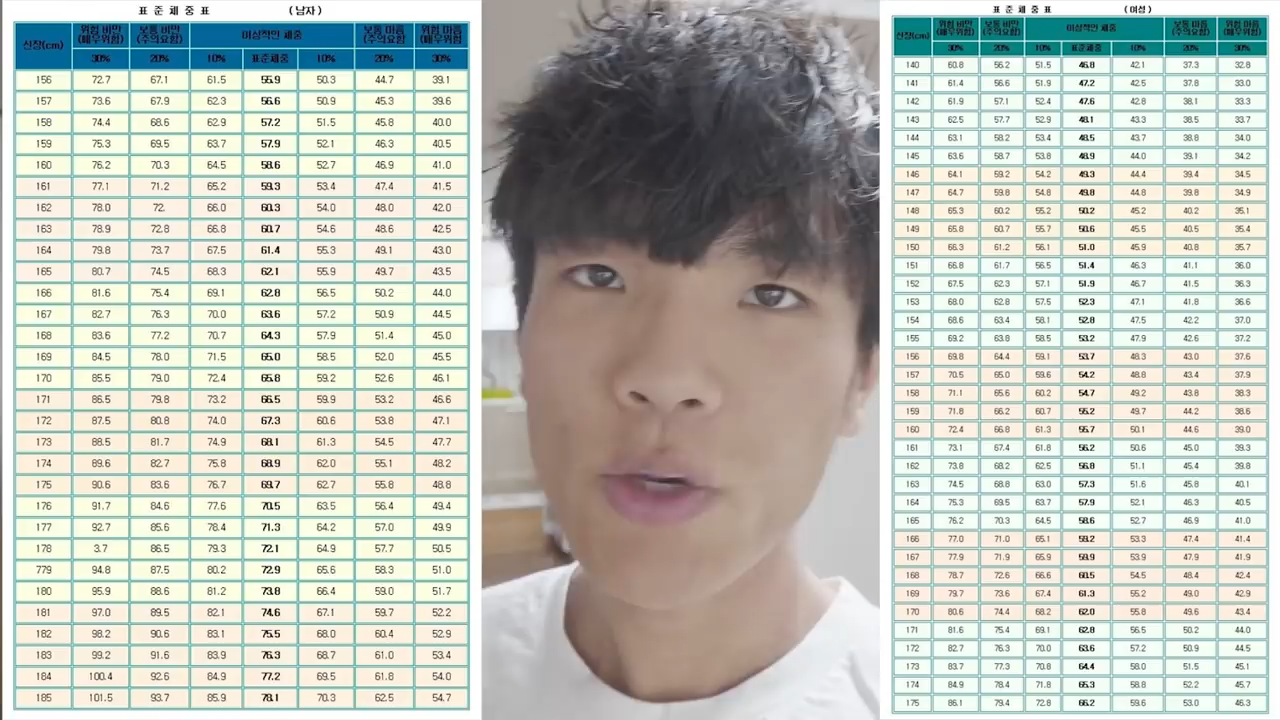 표 준 체 중 표 (남자)
신장(cm) 위험 비만 (매우위험) 보통 비만 (주의요함) 이상적인 체중 보통 마름 (주의요함 위험 마름 (매우위험)
30% 20% 10% 표준체중 10% 20% 30%
156 72.7 67.1 61.5 55.9 50.3 44.7 39.1
157 73.6 67.9 62.3 56.6 50.9 45.3 39.6
158 74.4 68.6 62.9 57.2 51.5 45.8 40.0
159 75.3 69.5 63.7 57.9 52.1 46.3 40.5
160 76.2 70.3 64.5 58.6 52.7 46.9 41.0
161 77.1 71.2 65.2 59.3 53.4 47.4 41.5
162 78.0 72. 66.0 60.3 54.0 48.0 42.0
163 78.9 72.8 66.8 60.7 54.6 48.6 42.5
164 79.8 73.7 67.5 61.4 55.3 49.1 43.0
165 80.7 74.5 68.3 62.1 55.9 49.7 43.5
166 81.6 75.4 69.1 62.8 56.5 50.2 44.0
167 82.7 76.3 70.0 63.6 57.2 50.9 44.5
168 83.6 77.2 70.7 64.3 57.9 51.4 45.0
169 84.5 78.0 71.5 65.0 58.5 52.0 45.5
170 85.5 79.0 72.4 65.8 59.2 52.6 46.1
171 86.5 79.8 73.2 66.5 59.9 53.2 46.6
172 87.5 80.8 74.0 67.3 60.6 53.8 47.1
173 88.5 81.7 74.9 68.1 61.3 54.5 47.7
174 89.6 82.7 75.8 68.9 62.0 55.1 48.2
175 90.6 83.6 76.7 69.7 62.7 55.8 48.8
176 91.7 84.6 77.6 70.5 63.5 56.4 49.4
177 92.7 85.6 78.4 71.3 64.2 57.0 49.9
178 3.7 86.5 79.3 72.1 64.9 57.7 50.5
779 94.8 87.5 80.2 72.9 65.6 58.3 51.0
180 95.9 88.6 81.2 73.8 66.4 59.0 51.7
181 97.0 89.5 82.1 74.6 67.1 59.7 52.2
182 98.2 90.6 83.1 75.5 68.0 60.4 52.9
183 99.2 91.6 83.9 76.3 68.7 61.0 53.4
184 100.4 92.6 84.9 77.2 69.5 61.8 54.0
185 101.5 93.7 85.9 78.1 70.3 62.5 54.7
표 준 체 중 표 (여성)
신장(cm) 위험 비만 (매우위험) 보통 비만 (주의요함) 이상적인 체중 보통 마름 (주의요함) 위험 마름 (매우위험)
30% 20% 10% 표준체중 10% 20% 30%
140 60.8 56.2 51.5 46.8 42.1 37.3 32.8
141 61.4 56.6 51.9 47.2 42.5 37.8 33.0
142 61.9 57.1 52.4 47.6 42.8 38.1 33.3
143 62.5 57.7 52.9 48.1 43.3 38.5 33.7
144 63.1 58.2 53.4 48.5 43.7 38.8 34.0
145 63.6 58.7 53.8 48.9 44.0 39.1 34.2
146 64.1 59.2 54.2 49.3 44.4 39.4 34.5
147 64.7 59.8 54.8 49.8 44.8 39.8 34.9
148 65.3 60.2 55.2 50.2 45.2 40.2 35.1
149 65.8 60.7 55.7 50.6 45.5 40.5 35.4
150 66.3 61.2 56.1 51.0 45.9 40.8 35.7
151 66.8 61.7 56.5 51.4 46.3 41.1 36.0
152 67.5 62.3 57.1 51.9 46.7 41.5 36.3
153 68.0 62.8 57.5 52.3 47.1 41.8 36.6
154 68.6 63.4 58.1 52.8 47.5 42.2 37.0
155 69.2 63.8 58.5 53.2 47.9 42.6 37.2
156 69.8 64.4 59.1 53.7 48.3 43.0 37.6
157 70.5 65.0 59.6 54.2 48.8 43.4 37.9
158 71.1 65.6 60.2 54.7 49.2 43.8 38.3
159 71.8 66.2 60.7 55.2 49.7 44.2 38.6
160 72.4 66.8 61.3 55.7 50.1 44.6 39.0
161 73.1 67.4 61.8 56.2 50.6 45.0 39.3
162 73.8 68.2 62.5 56.8 51.1 45.4 39.8
163 74.5 68.8 63.0 57.3 51.6 45.8 40.1
164 75.3 69.5 63.7 57.9 52.1 46.3 40.5
165 76.2 70.3 64.5 58.6 52.7 46.9 41.0
166 77.0 71.0 65.1 59.2 53.3 47.4 41.4
167 77.9 71.9 65.9 59.9 53.9 47.9 41.9
168 78.7 72.6 66.6 60.5 54.5 48.4 42.4
169 79.7 73.6 67.4 61.3 55.2 49.0 42.9
170 80.6 74.4 68.2 62.0 55.8 49.6 43.4
171 81.6 75.4 69.1 62.8 56.5 50.2 44.0
172 82.7 76.3 70.0 63.6 57.2 50.9 44.5
173 83.7 77.3 70.8 64.4 58.0 51.5 45.1
174 84.9 78.4 71.8 65.3 58.8 52.2 45.7
175 86.1 79.4 72.8 66.2 59.6 53.0 46.3